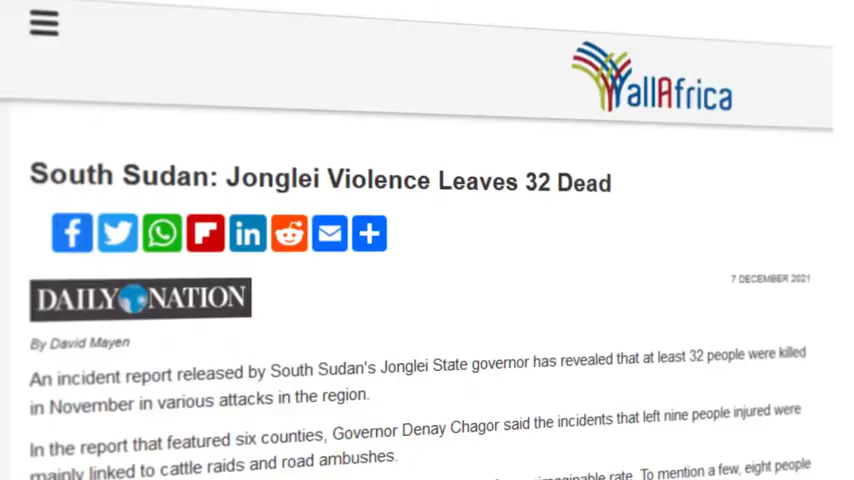 allAfrica
South Sudan: Jonglei Violence Leaves 32 Dead
DAILY NATION
7 DECEMBER 2021
By David Mayen
An incident report released by South Sudan's Jonglei State governor has revealed that at least 32 people were killed
in November in various attacks in the region.
In the report that featured six counties, Governor Denay Chagor said the incidents that left nine people injured were
mainly linked to cattle raids and road ambushes.
rate. To mention a few, eight people